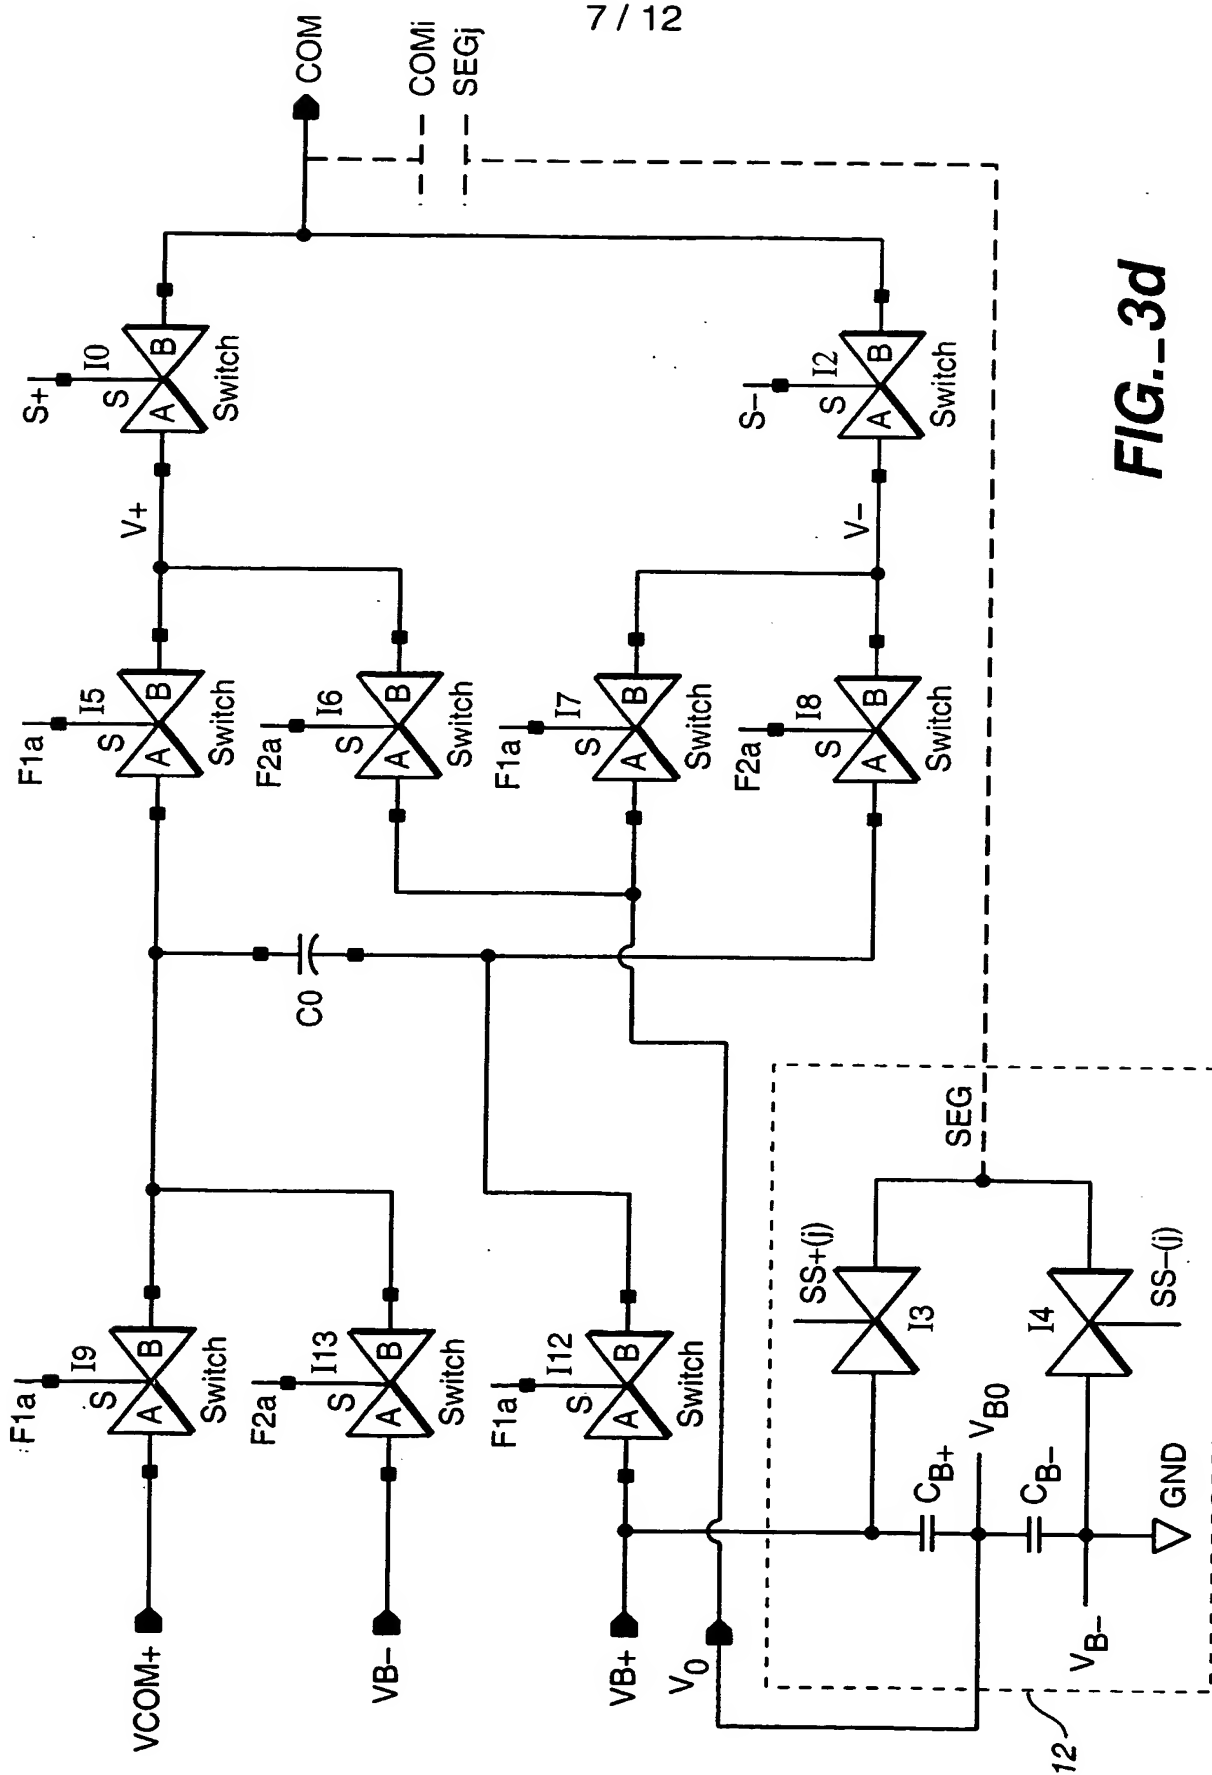 7 / 12
COM
COMi
SEGj
S+
I0
S
A
B
Switch
S–
I2
S
A
B
Switch
V+
V–
F1a
I5
S
A
B
Switch
F2a
I6
S
A
B
Switch
F1a
I7
S
A
B
Switch
F2a
I8
S
A
B
Switch
C0
F1a
I9
S
A
B
Switch
F2a
I13
S
A
B
Switch
F1a
I12
S
A
B
Switch
VCOM+
VB–
VB+
V0
SEG
SS+(j)
I3
I4
SS–(j)
CB+
VB0
CB–
VB–
GND
12
FIG._3d